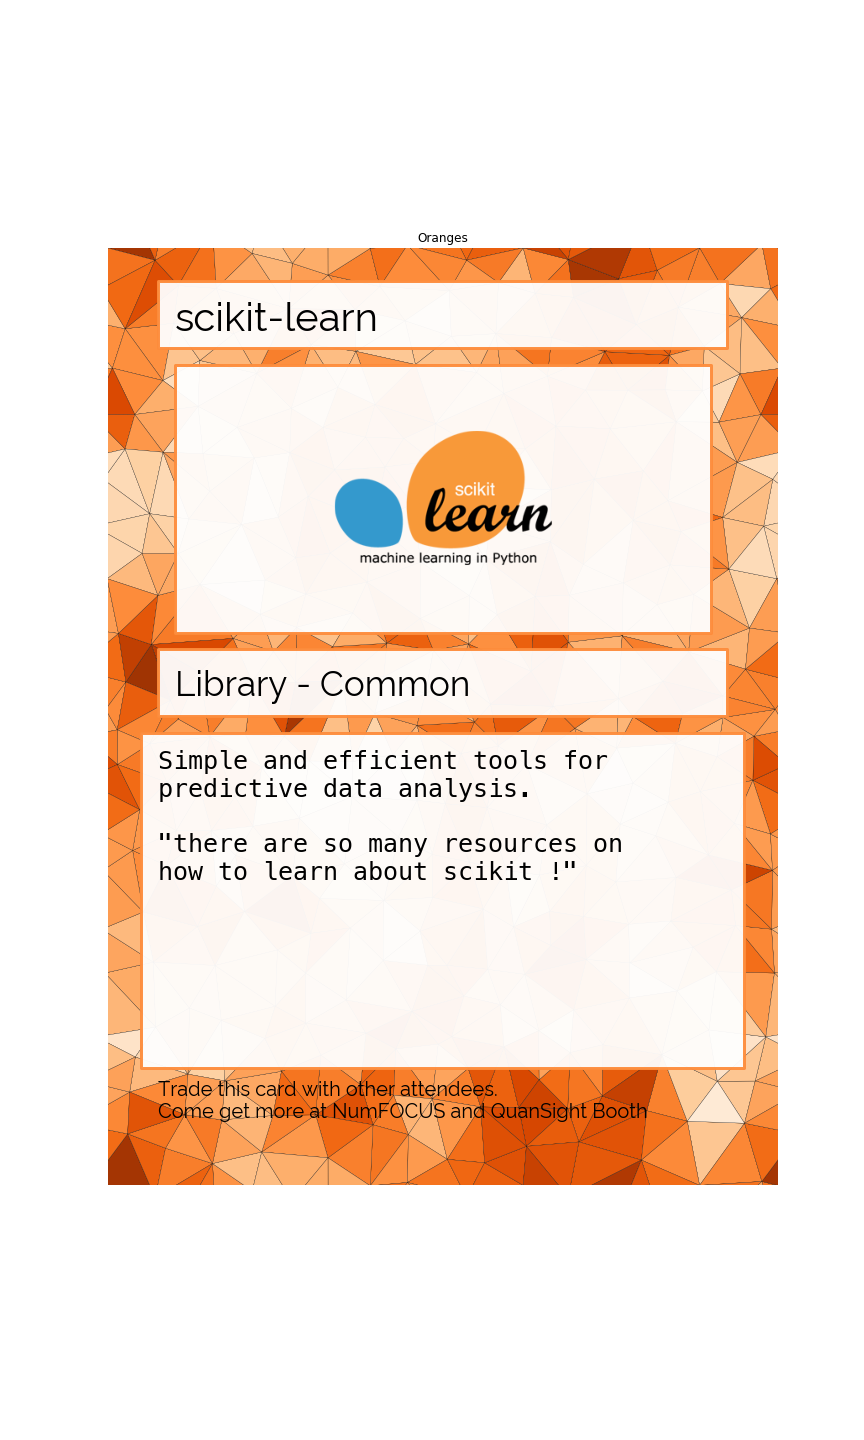 Oranges
scikit-learn
scikit
learn
machine learning in Python
Library - Common
Simple and efficient tools for
predictive data analysis.
"there are so many resources on
how to learn about scikit !"
Trade this card with other attendees.
Come get more at NumFOCUS and QuanSight Booth